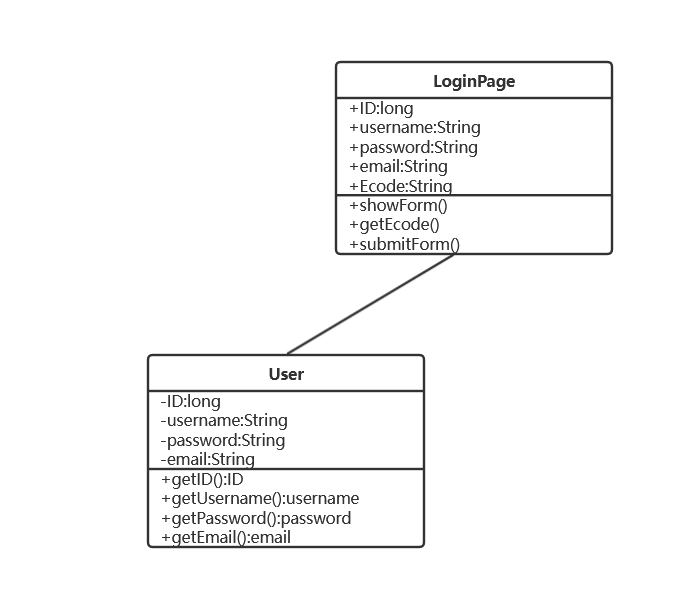 LoginPage
+ID:long
+username:String
+password:String
+email:String
+Ecode:String
+showForm()
+getEcode()
+submitForm()
User
-ID:long
-username:String
-password:String
-email:String
+getID():ID
+getUsername():username
+getPassword():password
+getEmail():email